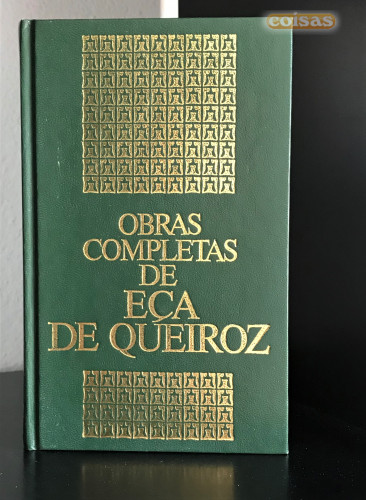 coisas
OBRAS
COMPLETAS
DE
EÇA
DE QUEIROZ